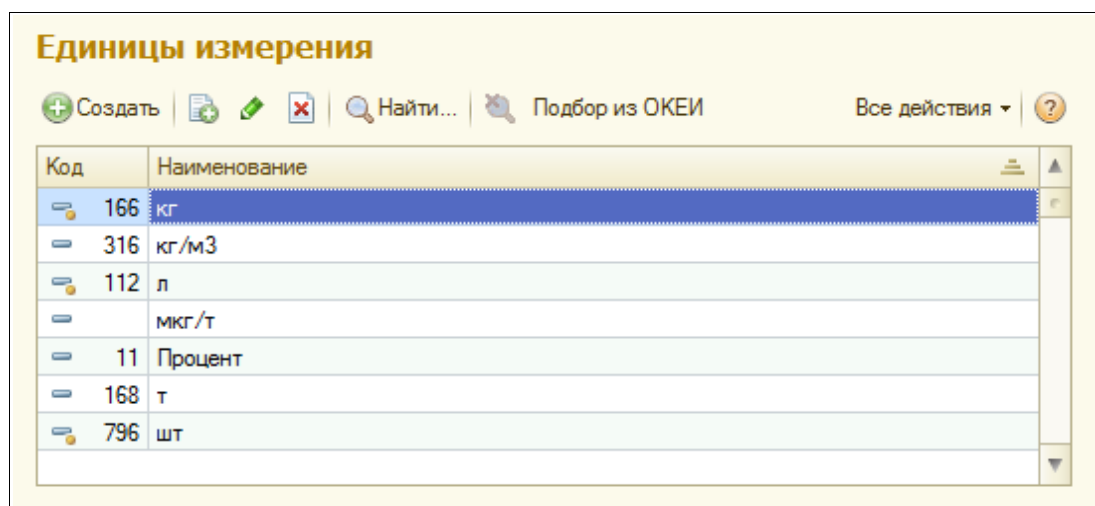 Единицы измерения
Создать Найти... Подбор из ОКЕИ Все действия ?
Код Наименование
166 кг
316 кг/м3
112 л
мкг/т
11 Процент
168 т
796 шт